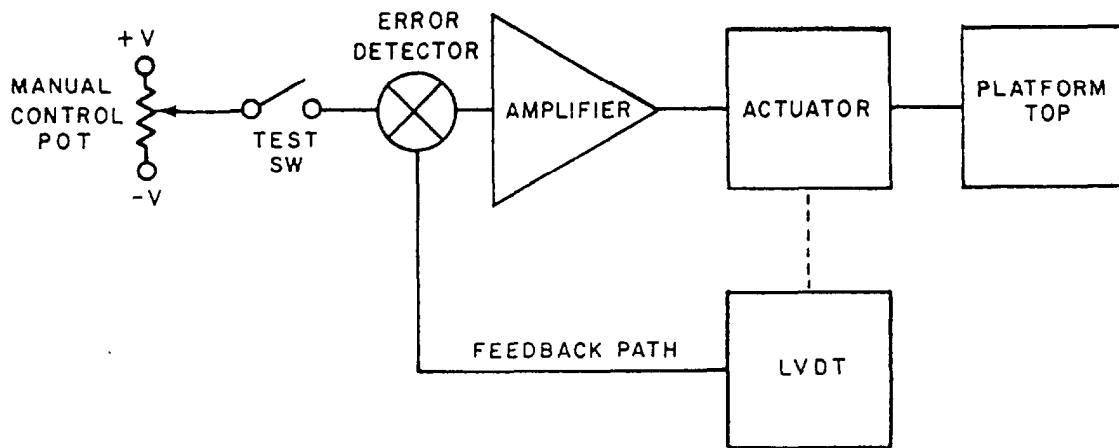 +V
MANUAL
CONTROL
POT
-V
TEST
SW
ERROR
DETECTOR
AMPLIFIER
ACTUATOR
PLATFORM
TOP
FEEDBACK PATH
LVDT